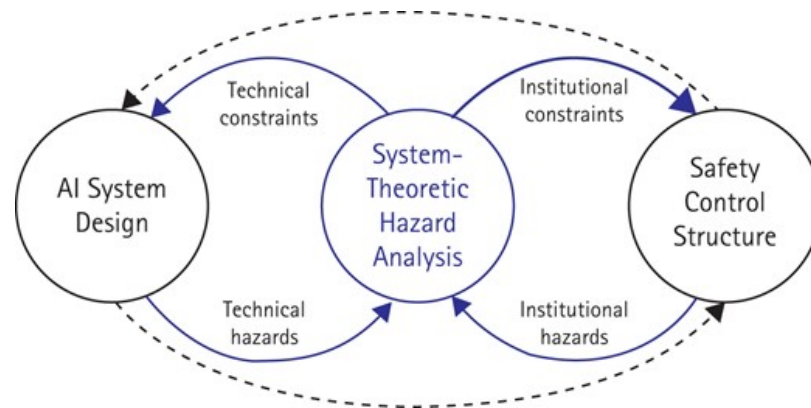 Technical
constraints
Institutional
constraints
AI System
Design
System-
Theoretic
Hazard
Analysis
Safety
Control
Structure
Technical
hazards
Institutional
hazards